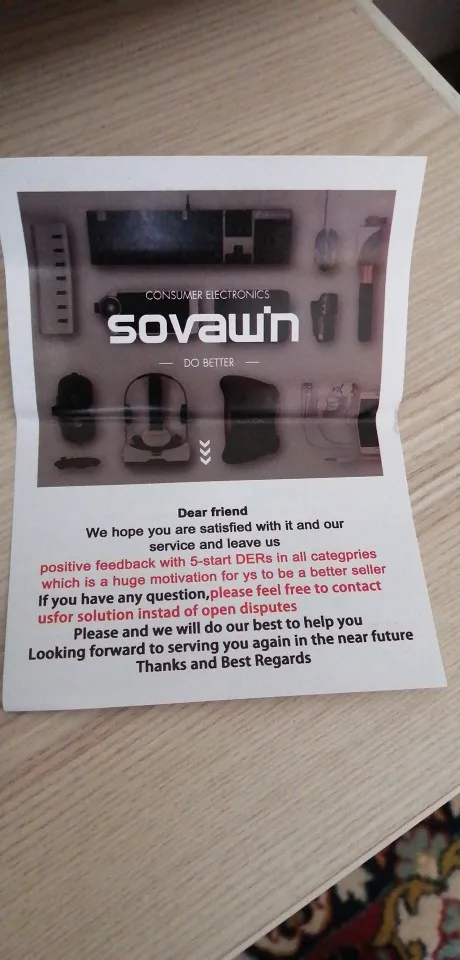 CONSUMER ELECTRONICS
sovawin
DO BETTER
Dear friend
We hope you are satisfied with it and our
service and leave us
positive feedback with 5-start DERs in all categpries
which is a huge motivation for ys to be a better seller
If you have any question,please feel free to contact
usfor solution instad of open disputes
Please and we will do our best to help you
Looking forward to serving you again in the near future
Thanks and Best Regards